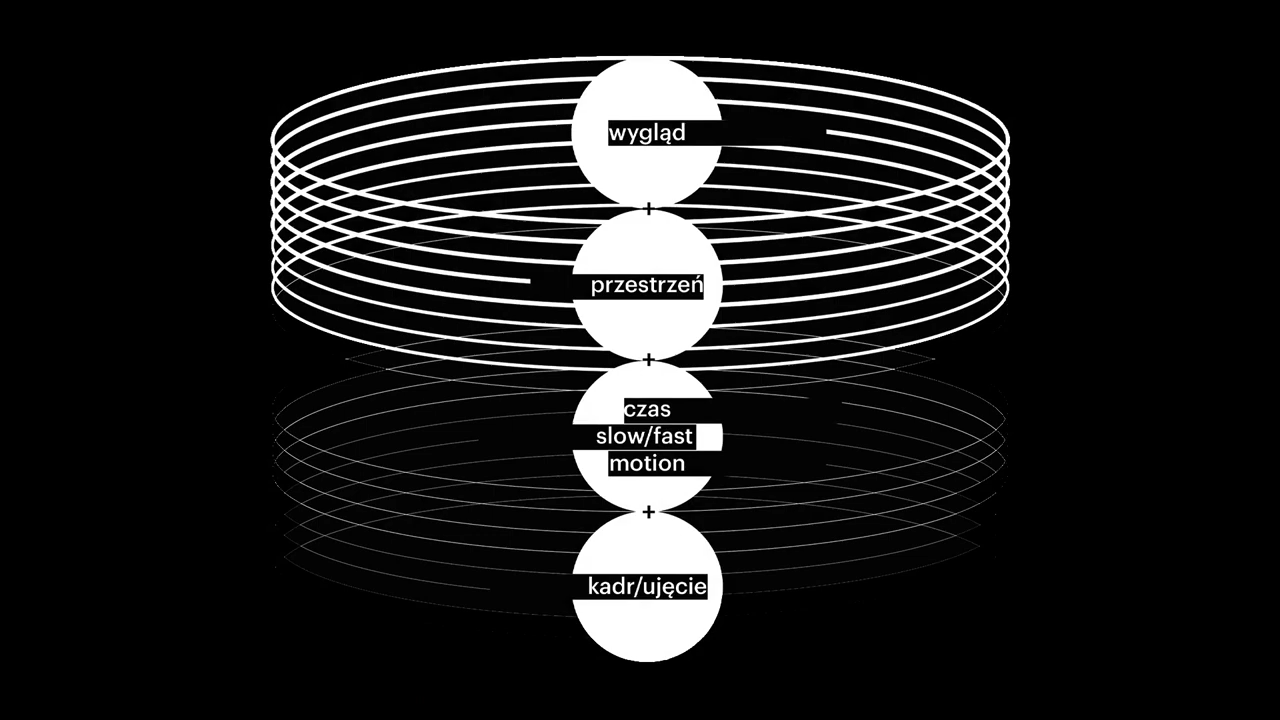 wygląd
+
przestrzeń
+
czas
slow/fast
motion
+
kadr/ujęcie